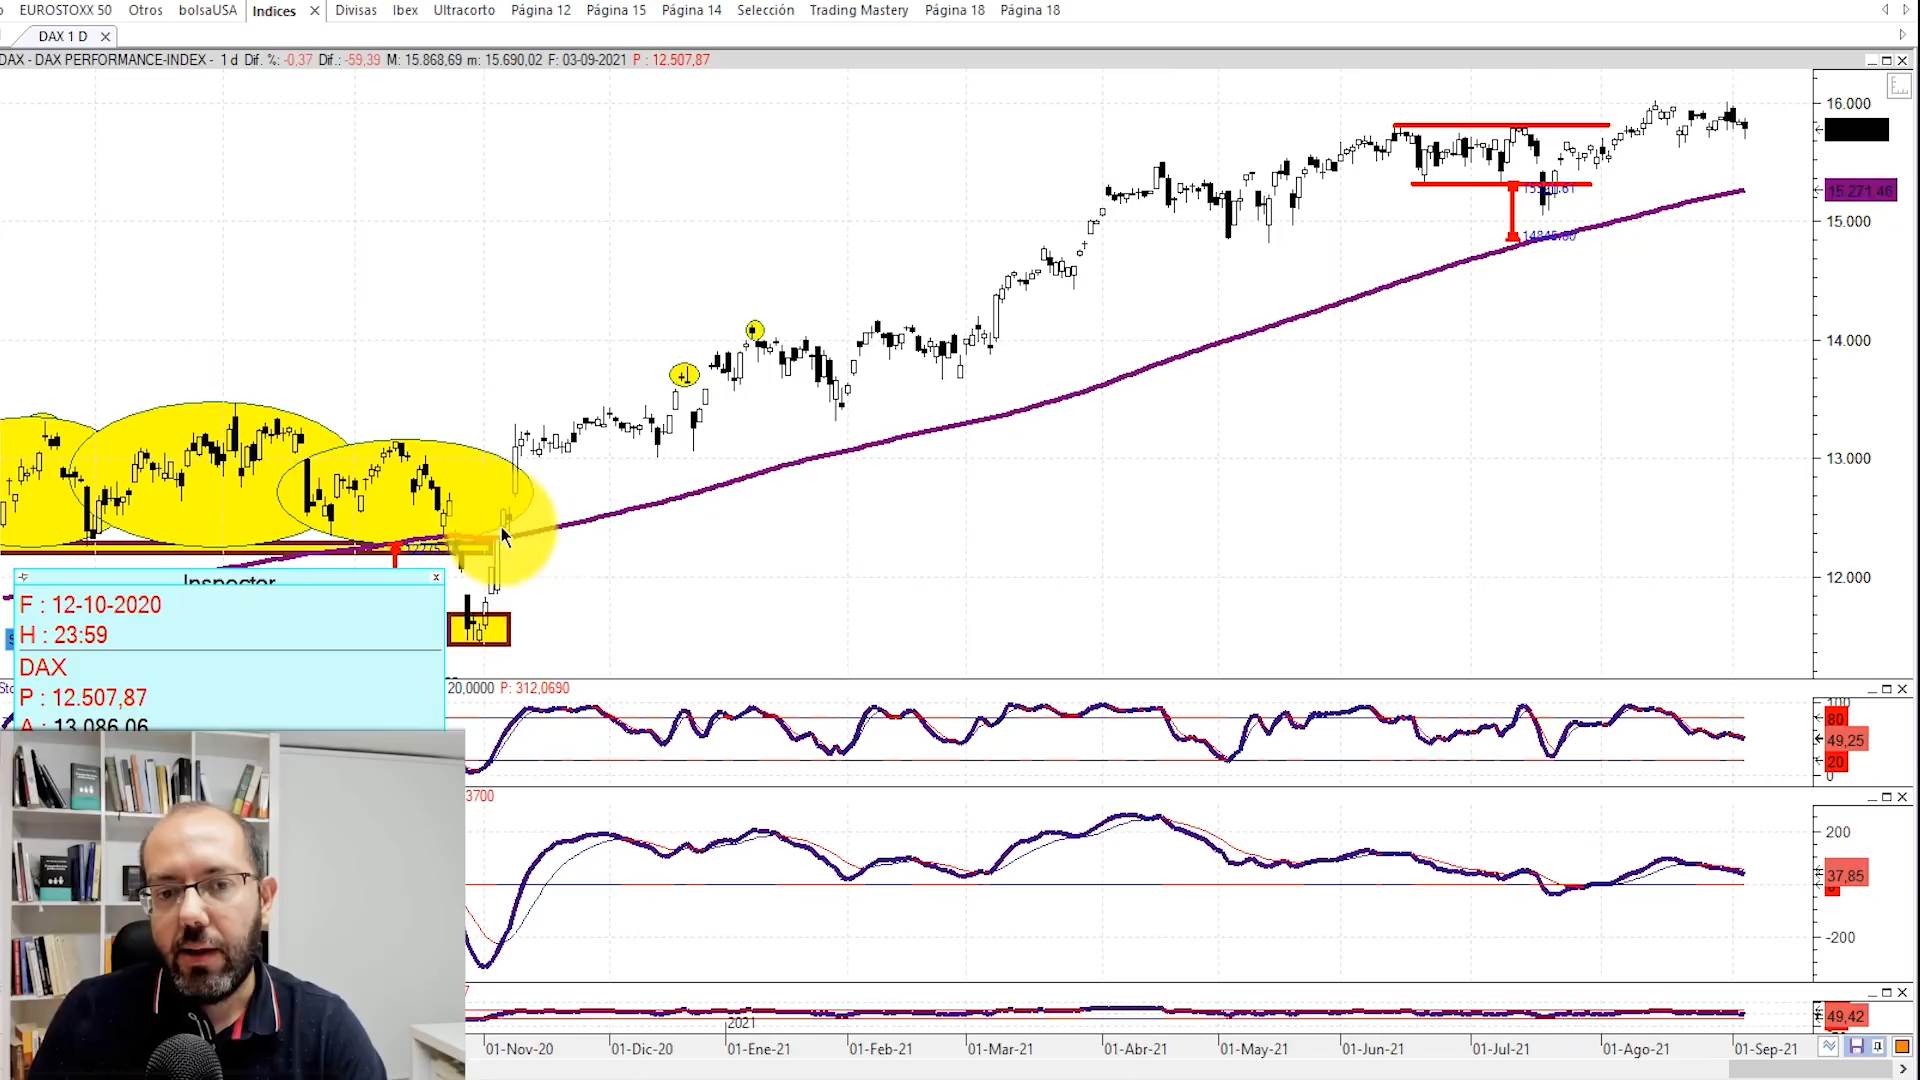 EUROSTOXX 50 Otros bolsaUSA Indices Divisas Ibex Ultracorto Página 12 Página 15 Página 14 Selección Trading Mastery Página 18 Página 18
DAX 1 D
DAX - DAX PERFORMANCE-INDEX - 1 d Dif. %: -0,37 Dif.: -59,39 M: 15.868,69 m: 15.690,02 F: 03-09-2021 P : 12.507,87
16.000
15.271,46
15.000
14.000
13.000
12.000
Inspector
F : 12-10-2020
H : 23:59
DAX
P : 12.507,87
A : 13.086,06
20,0000 P: 312,0690
100
80
49,25
20
0
3700
200
37,85
-200
49,42
2021
01-Nov-20 01-Dic-20 01-Ene-21 01-Feb-21 01-Mar-21 01-Abr-21 01-May-21 01-Jun-21 01-Jul-21 01-Ago-21 01-Sep-21